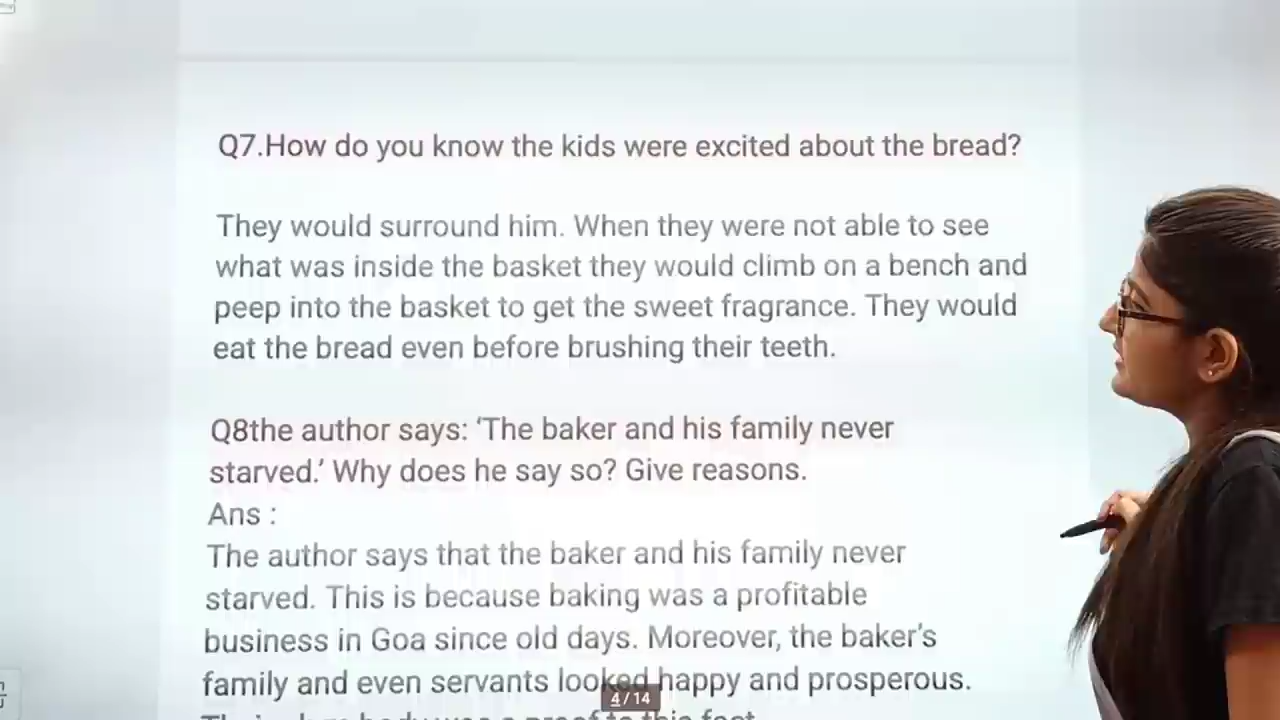 Q7.How do you know the kids were excited about the bread?
They would surround him. When they were not able to see
what was inside the basket they would climb on a bench and
peep into the basket to get the sweet fragrance. They would
eat the bread even before brushing their teeth.
Q8the author says: ‘The baker and his family never
starved.’ Why does he say so? Give reasons.
Ans :
The author says that the baker and his family never
starved. This is because baking was a profitable
business in Goa since old days. Moreover, the baker's
family and even servants looked happy and prosperous.
4 / 14